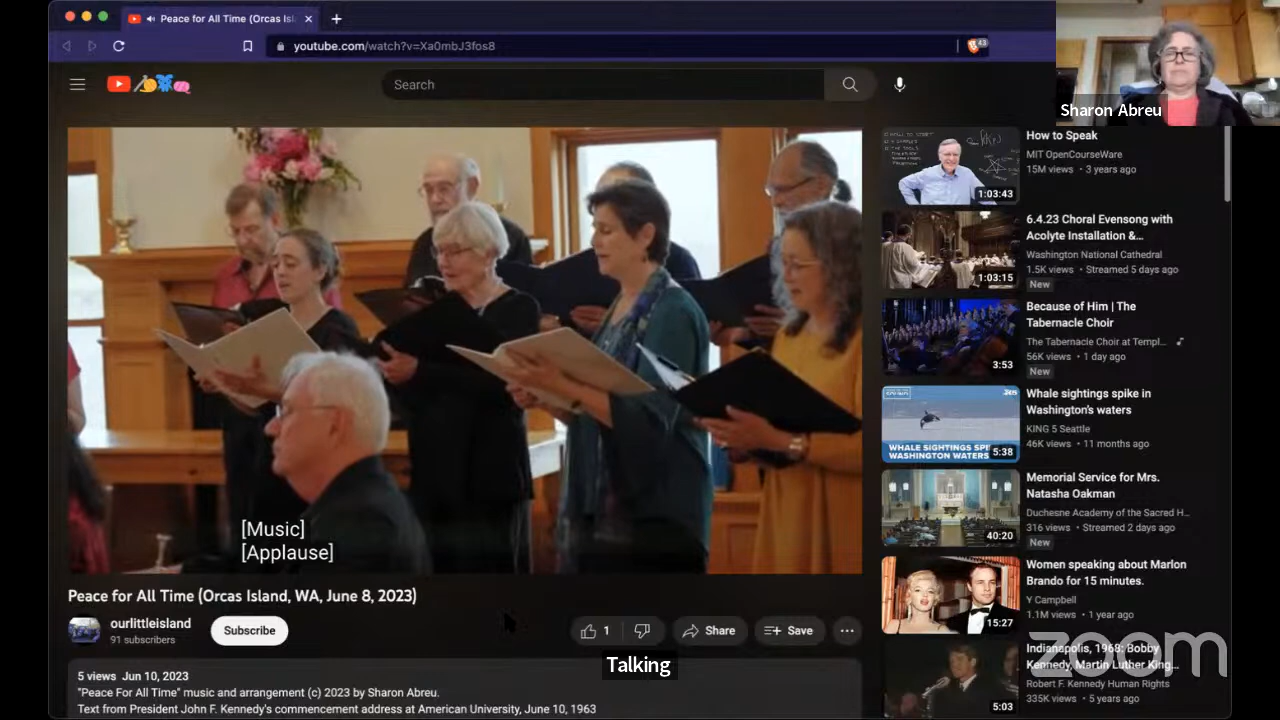 Peace for All Time (Orcas Isl
youtube.com/watch?v=Xa0mbJ3fos8
43
Search
Sharon Abreu
[Music]
[Applause]
Peace for All Time (Orcas Island, WA, June 8, 2023)
ourlittleisland
91 subscribers
Subscribe
1
Share
Save
Talking
5 views Jun 10, 2023
"Peace For All Time" music and arrangement (c) 2023 by Sharon Abreu.
Text from President John F. Kennedy's commencement address at American University, June 10, 1963
How to Speak
MIT OpenCourseWare
15M views • 3 years ago
1:03:43
6.4.23 Choral Evensong with
Acolyte Installation &...
Washington National Cathedral
1.5K views • Streamed 5 days ago
New
1:03:15
Because of Him | The
Tabernacle Choir
The Tabernacle Choir at Templ...
56K views • 1 day ago
New
3:53
Whale sightings spike in
Washington's waters
KING 5 Seattle
46K views • 11 months ago
WHALE SIGHTINGS SPI
WASHINGTON WATERS
5:38
Memorial Service for Mrs.
Natasha Oakman
Duchesne Academy of the Sacred H...
316 views • Streamed 2 days ago
New
40:20
Women speaking about Marlon
Brando for 15 minutes.
Y Campbell
1.1M views • 1 year ago
15:27
Indianapolis, 1968: Bobby
Kennedy, Martin Luther King...
Robert F. Kennedy Human Rights
335K views • 5 years ago
5:03
zoom